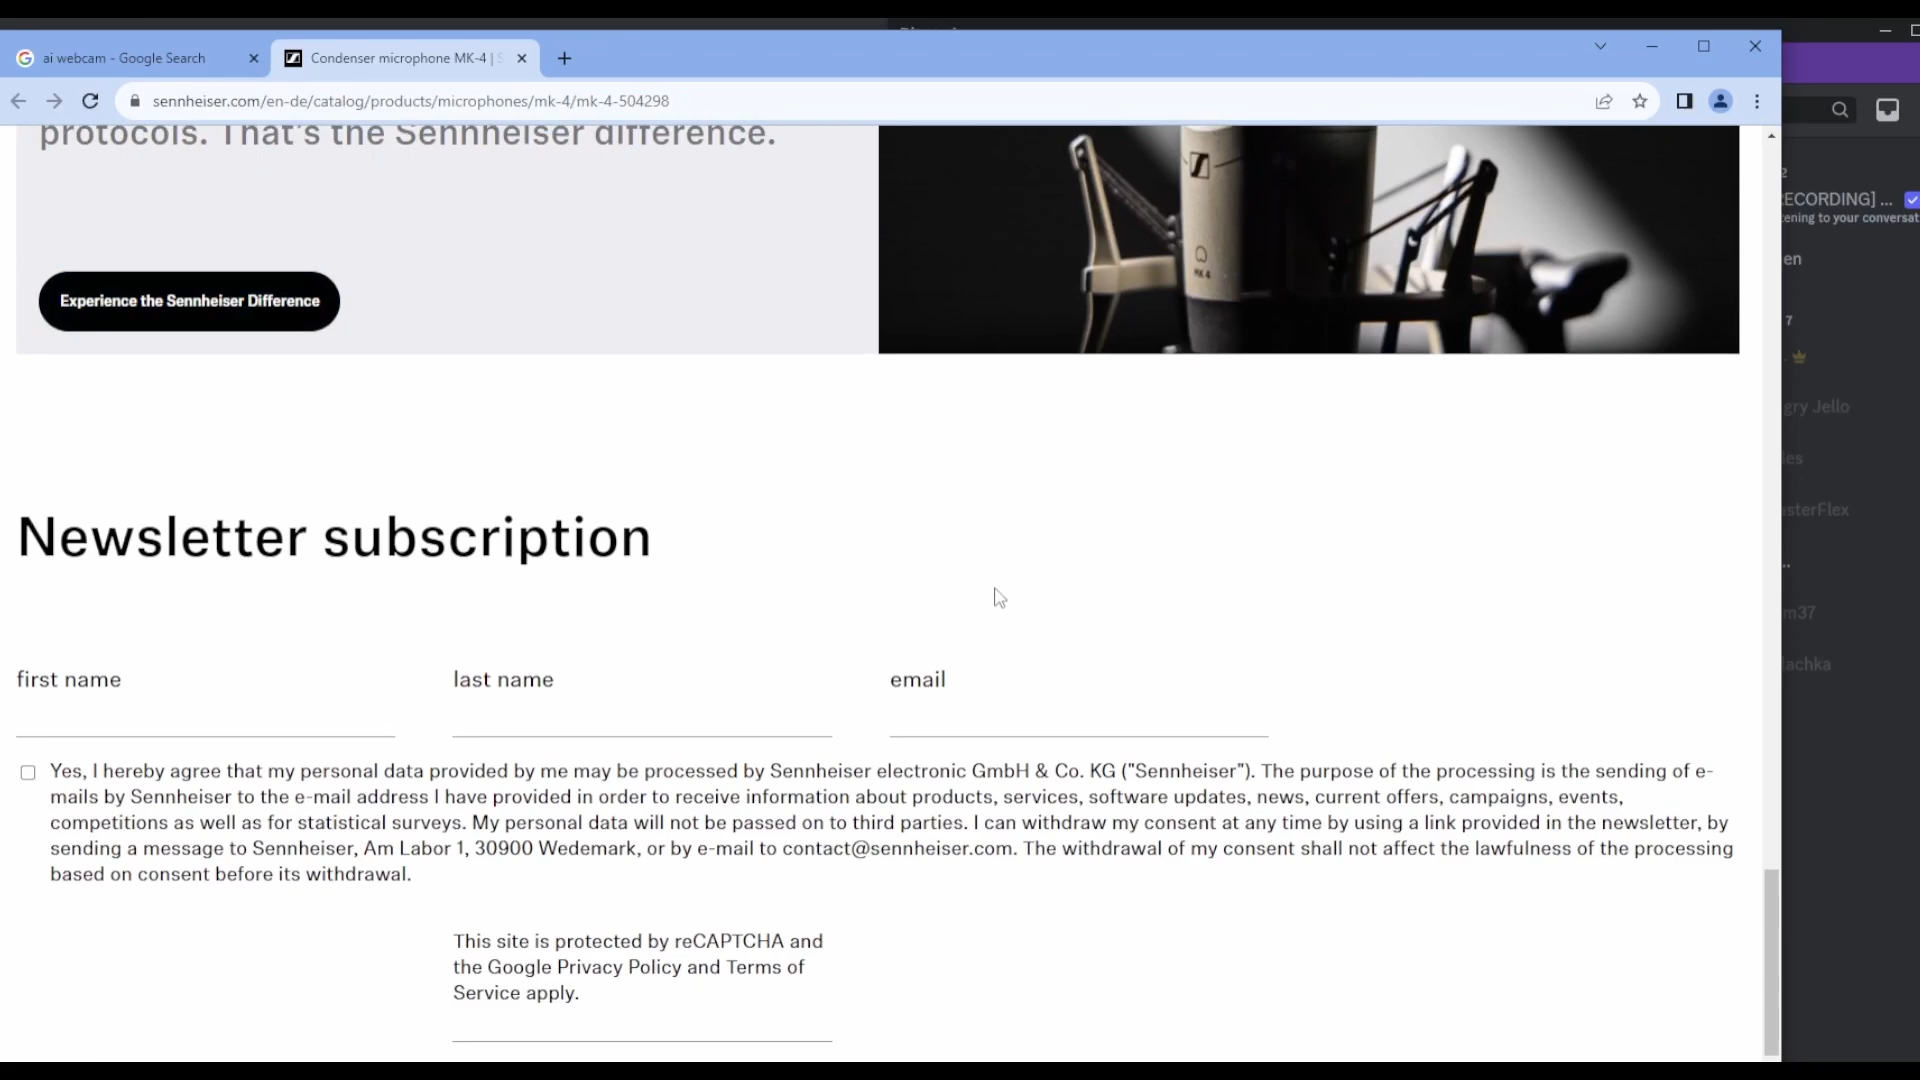 ai webcam - Google Search
Condenser microphone MK-4 | S
sennheiser.com/en-de/catalog/products/microphones/mk-4/mk-4-504298
protocols. That's the Sennheiser difference.
Experience the Sennheiser Difference
MK 4
ECORDING] ...
ening to your conversat
en
7
gry Jello
les
asterFlex
m37
lachka
Newsletter subscription
first name
last name
email
Yes, I hereby agree that my personal data provided by me may be processed by Sennheiser electronic GmbH & Co. KG ("Sennheiser"). The purpose of the processing is the sending of e-
mails by Sennheiser to the e-mail address I have provided in order to receive information about products, services, software updates, news, current offers, campaigns, events,
competitions as well as for statistical surveys. My personal data will not be passed on to third parties. I can withdraw my consent at any time by using a link provided in the newsletter, by
sending a message to Sennheiser, Am Labor 1, 30900 Wedemark, or by e-mail to contact@sennheiser.com. The withdrawal of my consent shall not affect the lawfulness of the processing
based on consent before its withdrawal.
This site is protected by reCAPTCHA and
the Google Privacy Policy and Terms of
Service apply.